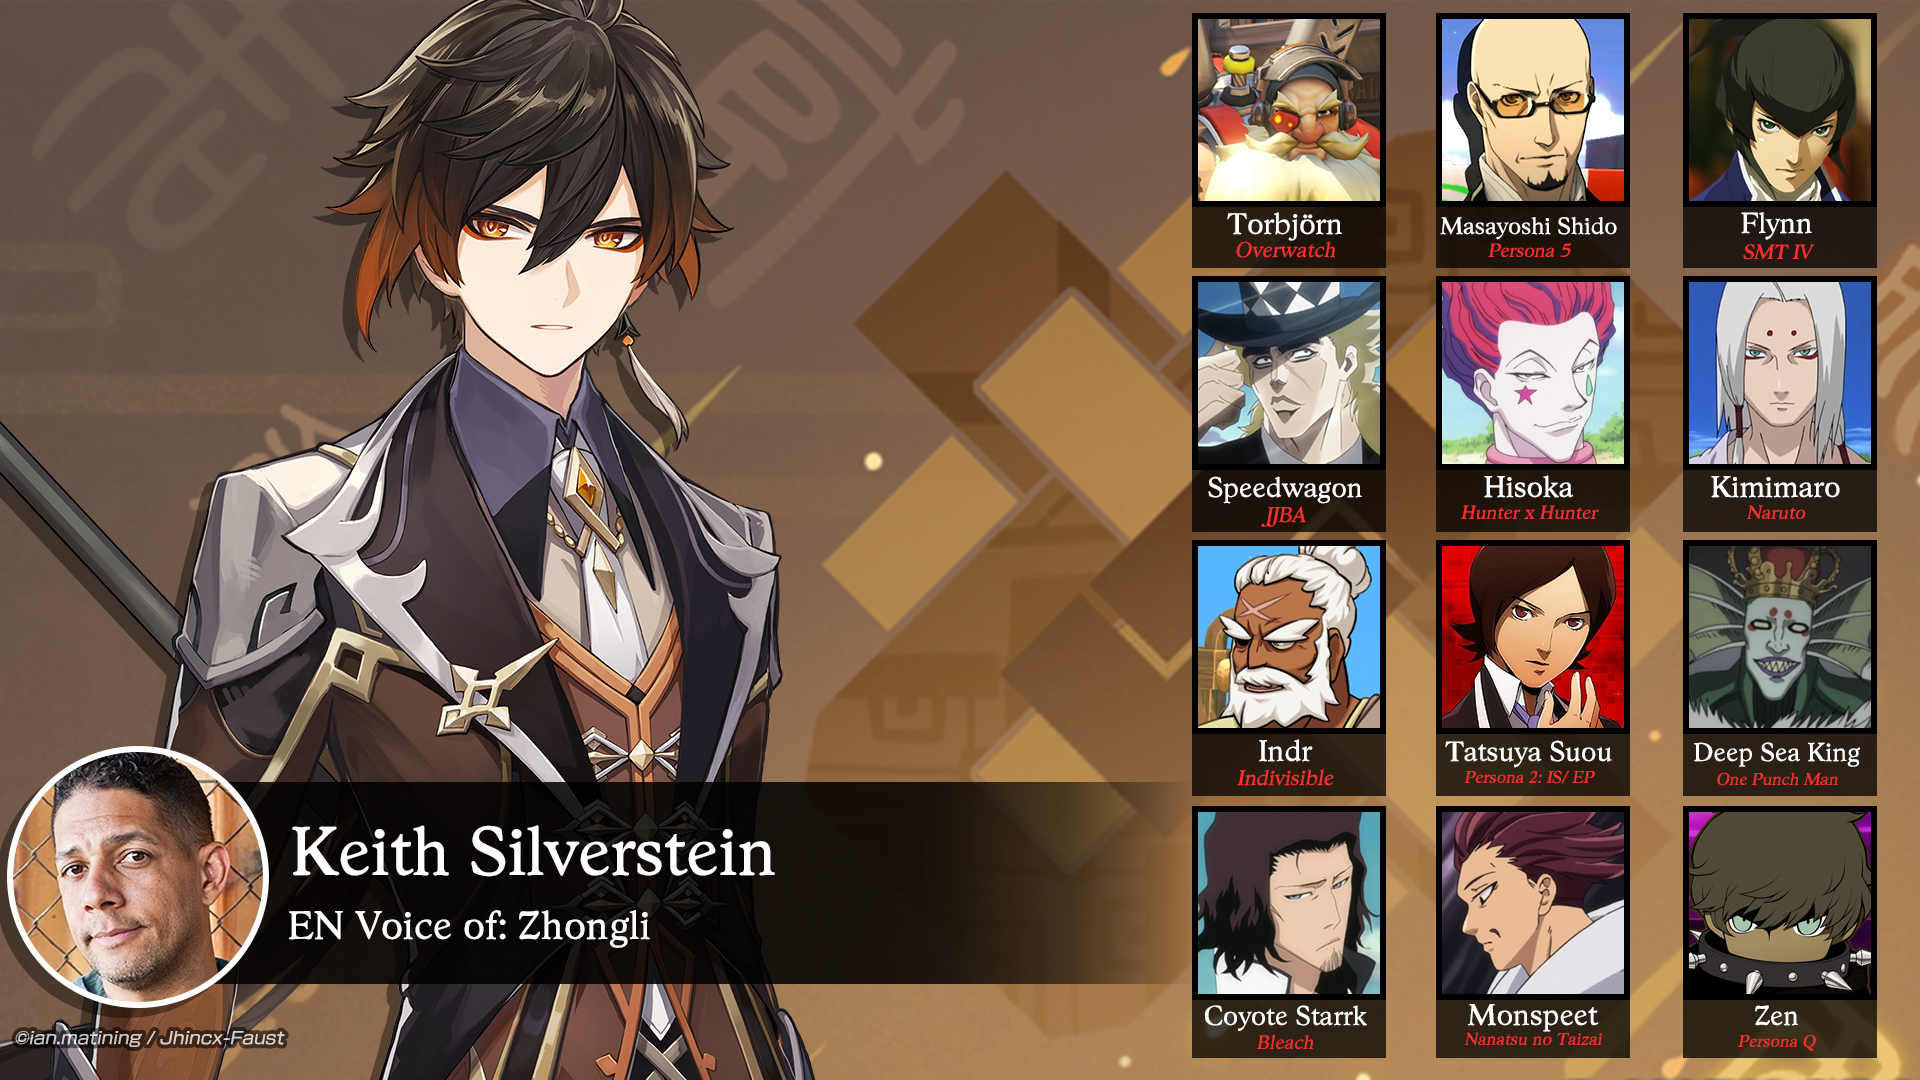 Torbjörn
Overwatch
Masayoshi Shido
Persona 5
Flynn
SMT IV
Speedwagon
JJBA
Hisoka
Hunter x Hunter
Kimimaro
Naruto
Indr
Indivisible
Tatsuya Suou
Persona 2: IS/ EP
Deep Sea King
One Punch Man
Coyote Starrk
Bleach
Monspeet
Nanatsu no Taizai
Zen
Persona Q
Keith Silverstein
EN Voice of: Zhongli
©ian.matining / Jhincx-Faust